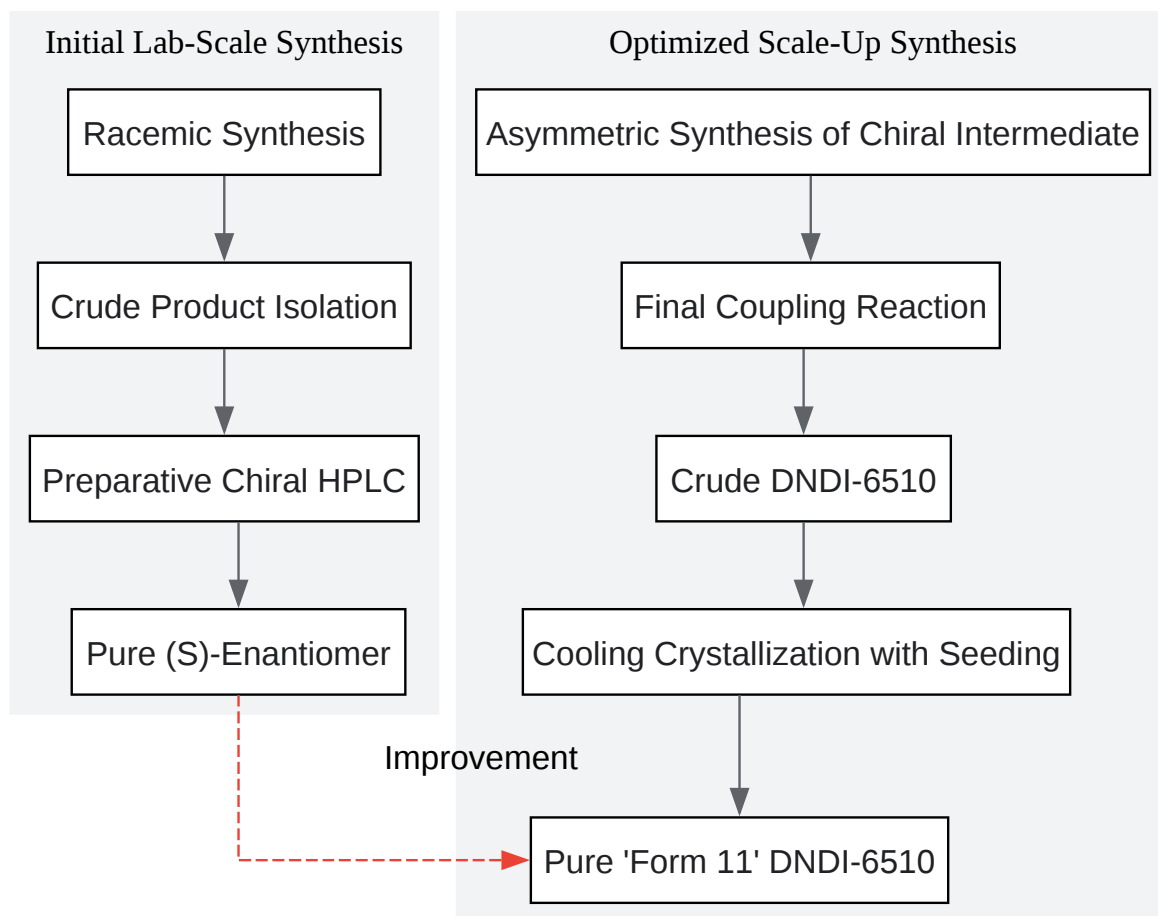 Initial Lab-Scale Synthesis
Racemic Synthesis
Crude Product Isolation
Preparative Chiral HPLC
Pure (S)-Enantiomer
Optimized Scale-Up Synthesis
Asymmetric Synthesis of Chiral Intermediate
Final Coupling Reaction
Crude DNDI-6510
Cooling Crystallization with Seeding
Improvement
Pure 'Form 11' DNDI-6510